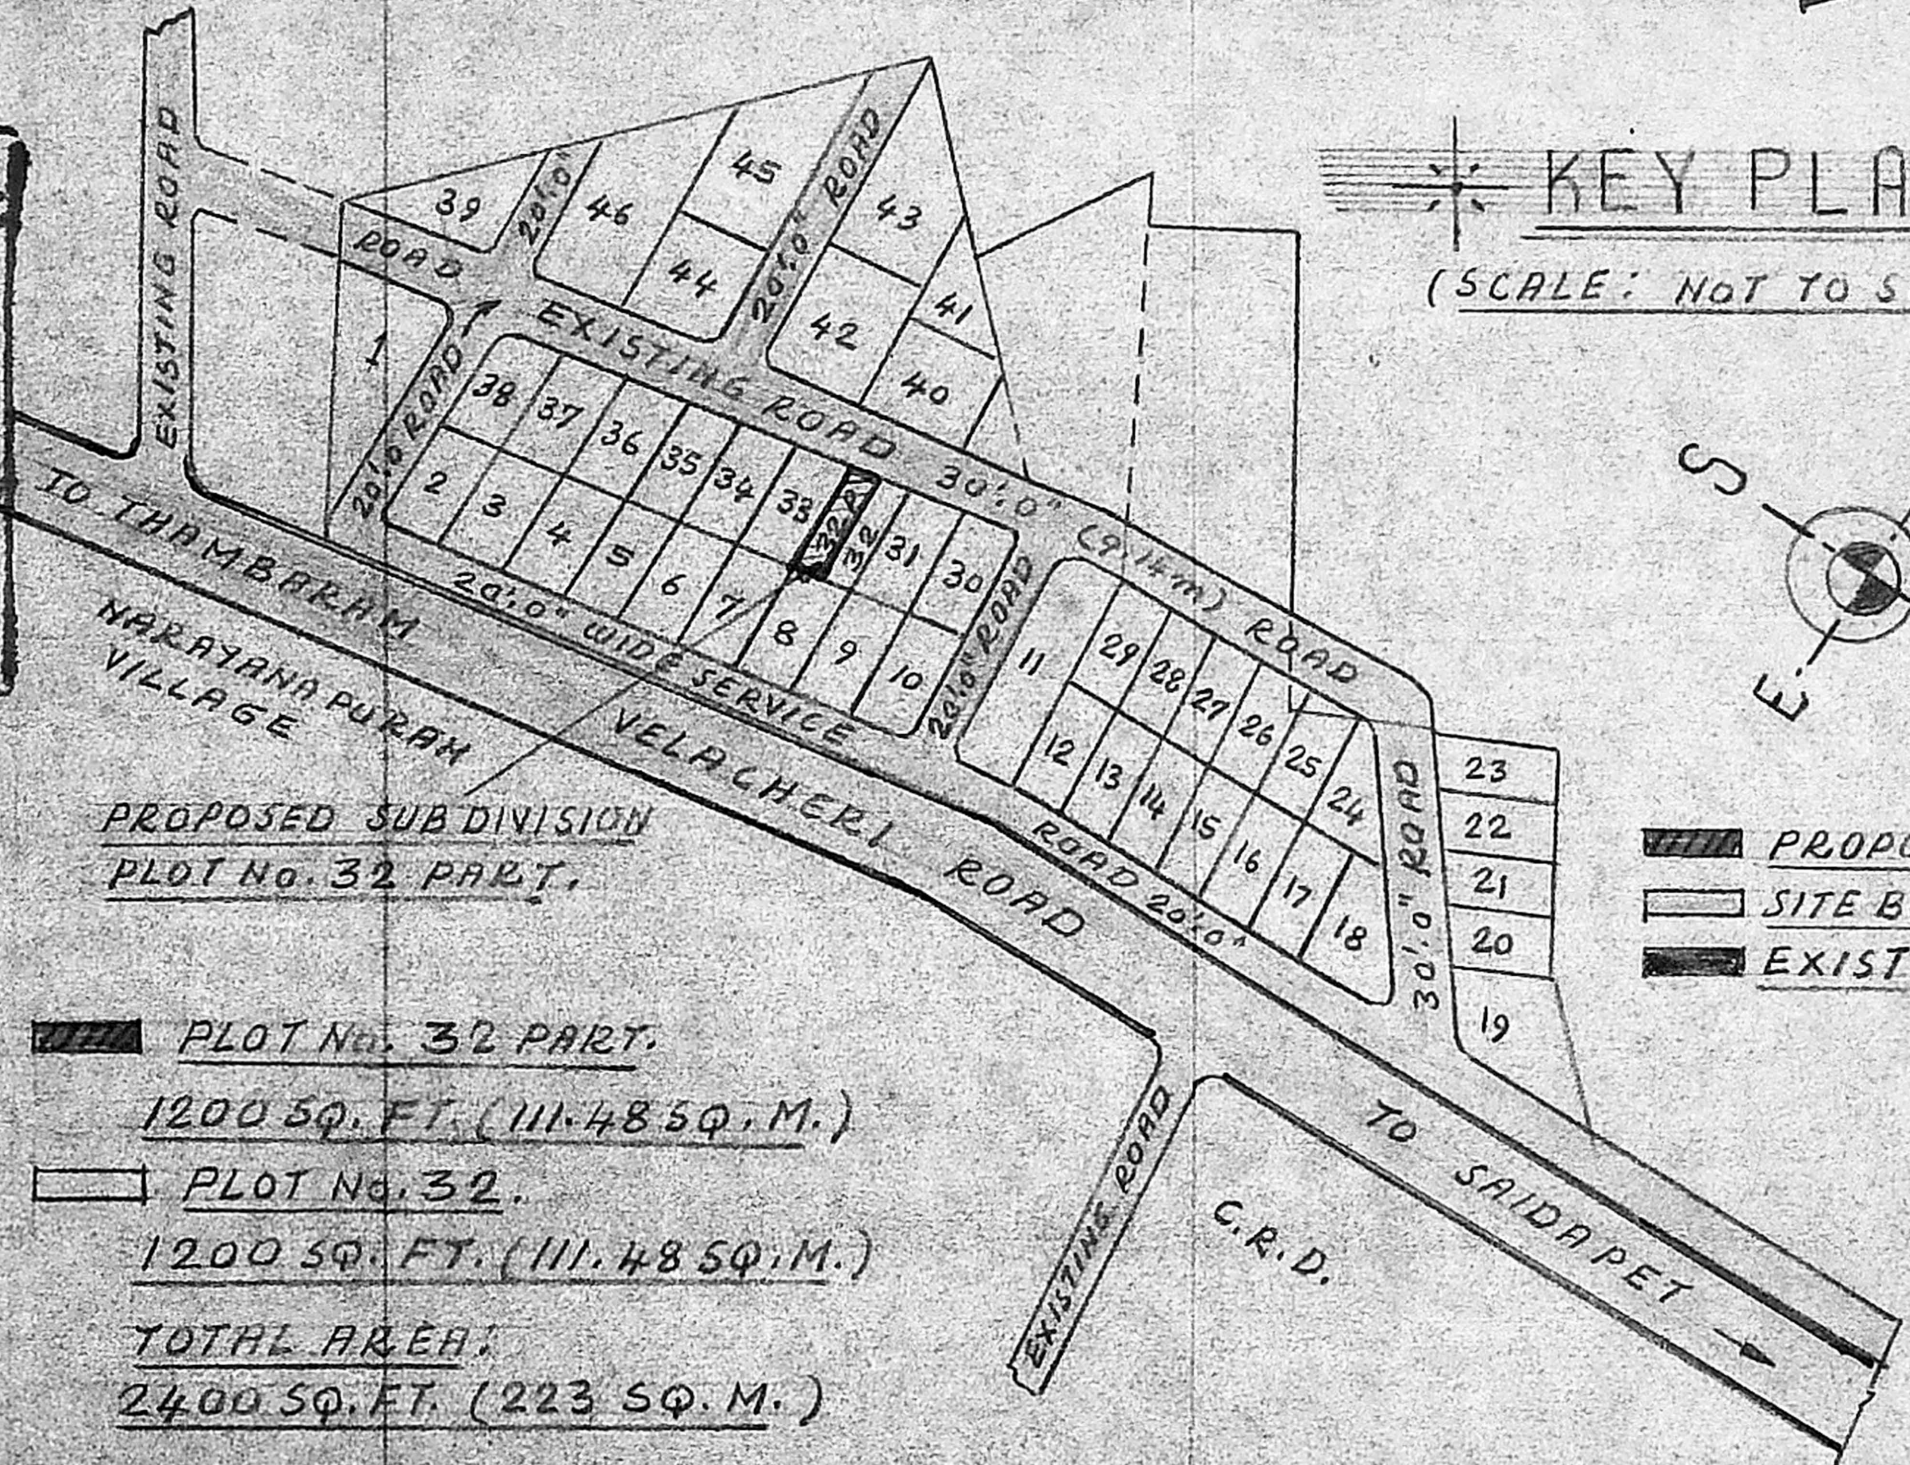 KEY PLA
(SCALE: NOT TO S
EXISTING ROAD
39
20'.0"
46
45
20'.0" ROAD
43
ROAD
44
41
42
40
1
20'.0 ROAD
EXISTING ROAD 30'.0" (9.14m) ROAD
38
37
36
35
34
33
32 P
32
31
30
2
3
4
5
6
7
8
9
10
20'.0" ROAD
11
29
28
27
26
25
24
12
13
14
15
16
17
18
30'.0" ROAD
23
22
21
20
19
S
E
TO THAMBARAM
20'.0" WIDE SERVICE
ROAD 20'.0"
VELACHERI ROAD
NARAYANAPURAM
VILLAGE
PROPOSED SUBDIVISION
PLOT No. 32 PART.
PROPO
SITE B
EXIST
PLOT No. 32 PART.
1200 SQ. FT. (111.48 SQ. M.)
PLOT No. 32.
1200 SQ. FT. (111.48 SQ. M.)
TOTAL AREA:
2400 SQ. FT. (223 SQ. M.)
EXISTING ROAD
C.R.D.
TO SAIDAPET